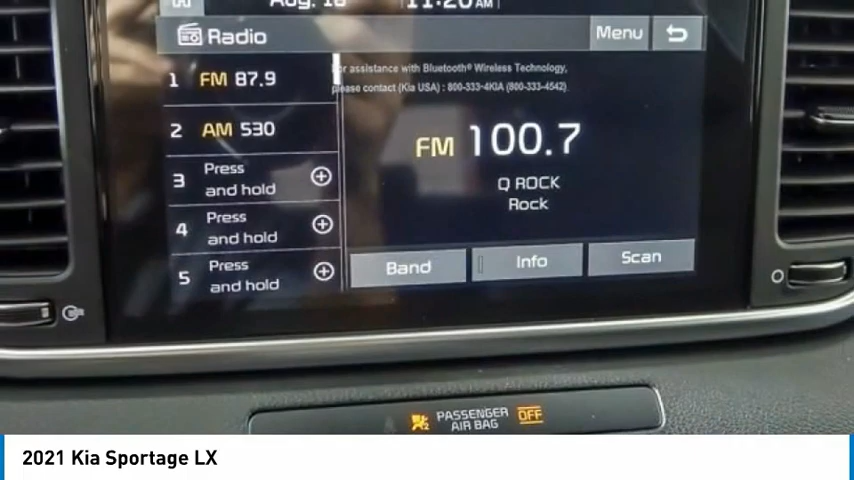 Aug. 18 11:20 AM
Radio
Menu
1 FM 87.9
2 AM 530
3 Press and hold
4 Press and hold
5 Press and hold
For assistance with Bluetooth® Wireless Technology,
please contact (Kia USA) : 800-333-4KIA (800-333-4542).
FM 100.7
Q ROCK
Rock
Band
Info
Scan
PASSENGER
AIR BAG
OFF
2021 Kia Sportage LX